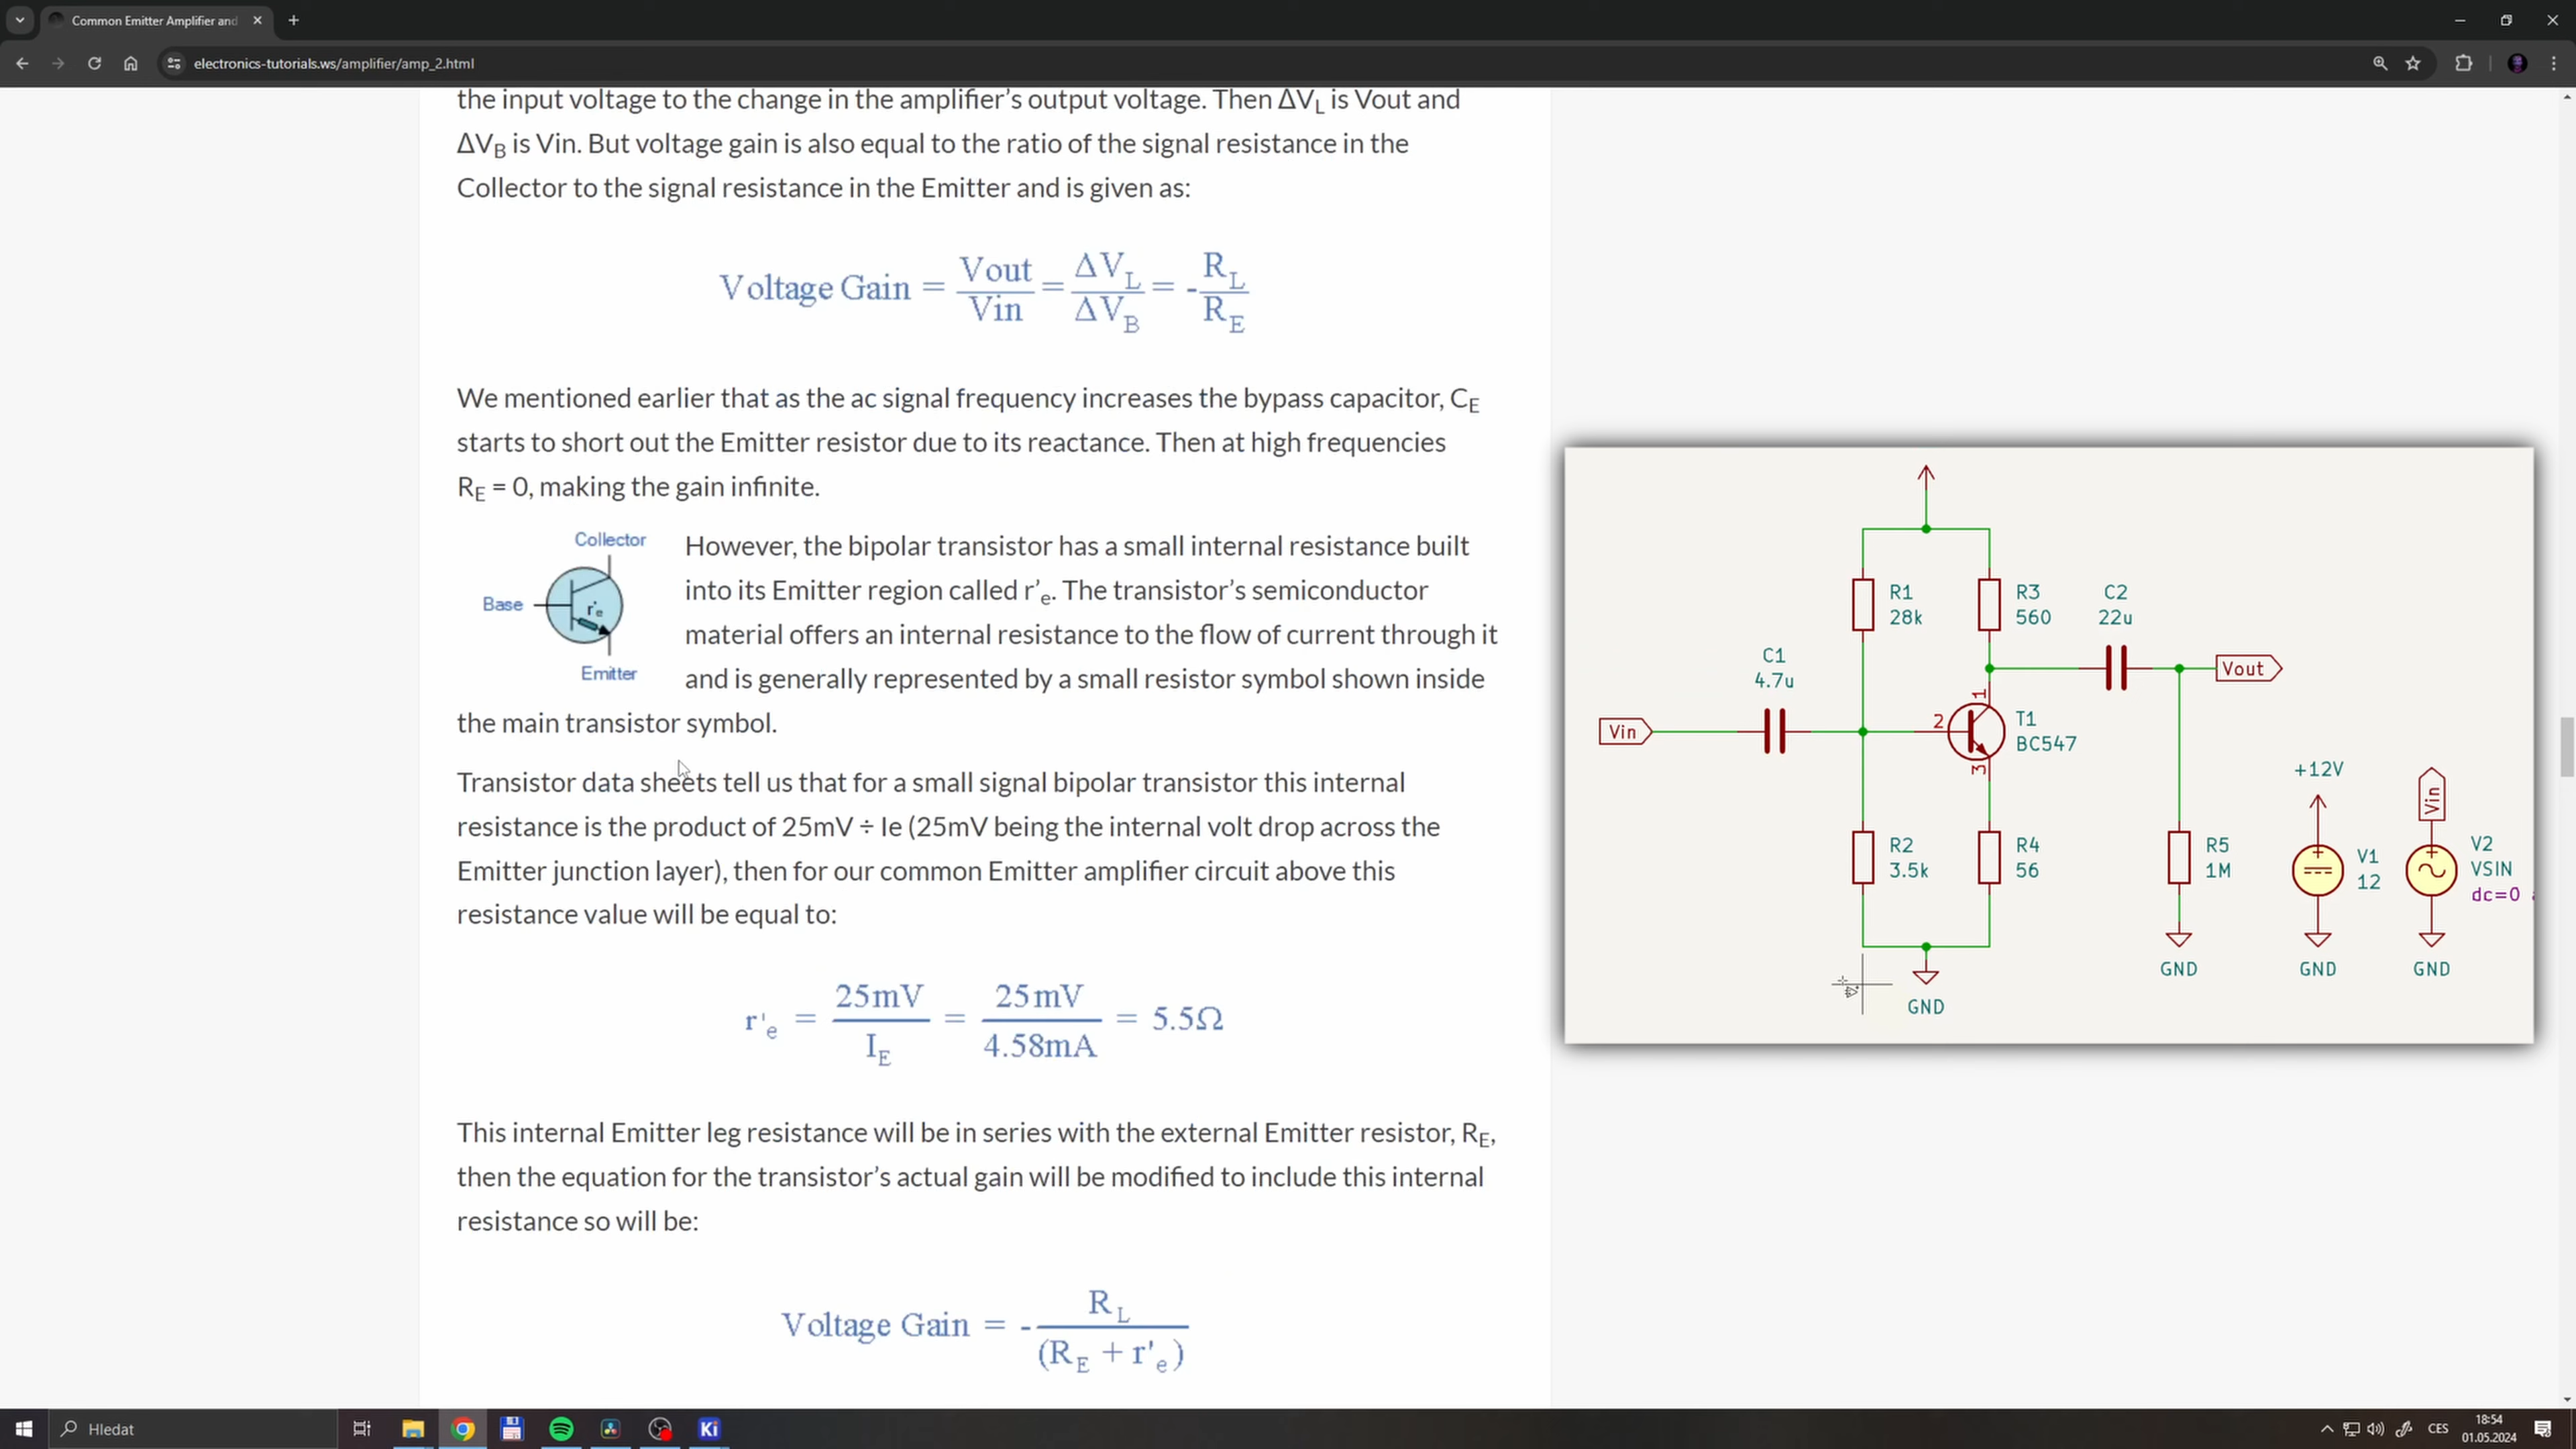 Common Emitter Amplifier and
electronics-tutorials.ws/amplifier/amp_2.html
the input voltage to the change in the amplifier’s output voltage. Then ΔVL is Vout and
ΔVB is Vin. But voltage gain is also equal to the ratio of the signal resistance in the
Collector to the signal resistance in the Emitter and is given as:
Voltage Gain = Vout/Vin = ΔVL/ΔVB = -RL/RE
We mentioned earlier that as the ac signal frequency increases the bypass capacitor, CE
starts to short out the Emitter resistor due to its reactance. Then at high frequencies
RE = 0, making the gain infinite.
Collector
Base
r'e
Emitter
However, the bipolar transistor has a small internal resistance built
into its Emitter region called r’e. The transistor’s semiconductor
material offers an internal resistance to the flow of current through it
and is generally represented by a small resistor symbol shown inside
the main transistor symbol.
Transistor data sheets tell us that for a small signal bipolar transistor this internal
resistance is the product of 25mV ÷ Ie (25mV being the internal volt drop across the
Emitter junction layer), then for our common Emitter amplifier circuit above this
resistance value will be equal to:
r'e = 25mV/IE = 25mV/4.58mA = 5.5Ω
This internal Emitter leg resistance will be in series with the external Emitter resistor, RE,
then the equation for the transistor’s actual gain will be modified to include this internal
resistance so will be:
Voltage Gain = - RL/(RE + r'e)
R1
28k
R3
560
C2
22u
C1
4.7u
Vout
Vin
1
2
3
T1
BC547
+12V
Vin
R2
3.5k
R4
56
R5
1M
V1
12
V2
VSIN
dc=0
GND
GND
GND
GND
Hledat
Ki
CES
18:54
01.05.2024